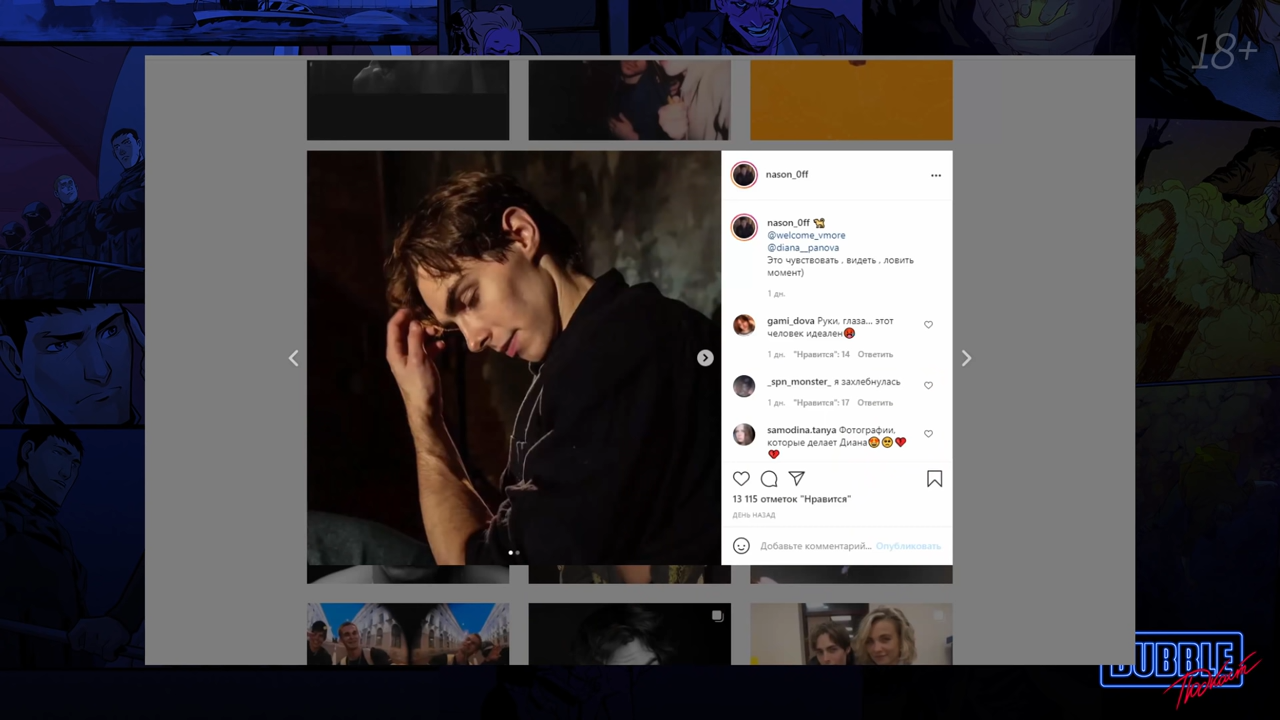 18+
nason_0ff
nason_0ff
@welcome_vmore
@diana__panova
Это чувствовать , видеть , ловить
момент)
1 дн.
gami_dova Руки, глаза... этот
человек идеален
1 дн. "Нравится": 14 Ответить
_spn_monster_ я захлебнулась
1 дн. "Нравится": 17 Ответить
samodina.tanya Фотографии,
которые делает Диана
13 115 отметок "Нравится"
ДЕНЬ НАЗАД
Добавьте комментарий... Опубликовать
BUBBLE
Подкаст